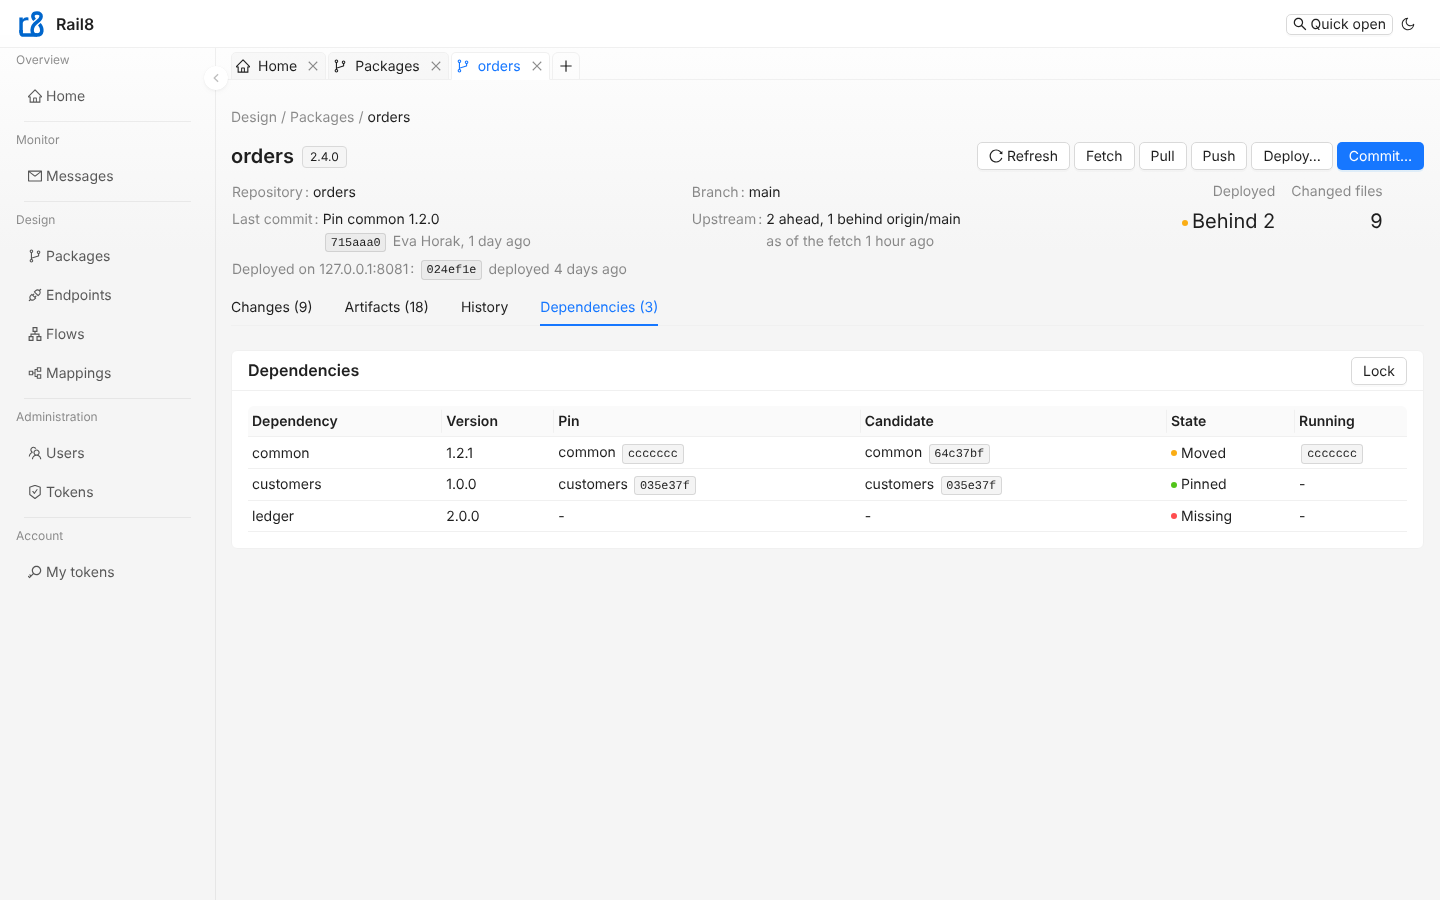 Rail8
Quick open
Overview
Home
Monitor
Messages
Design
Packages
Endpoints
Flows
Mappings
Administration
Users
Tokens
Account
My tokens
Home
Packages
orders
Design / Packages / orders
orders 2.4.0
Refresh
Fetch
Pull
Push
Deploy...
Commit...
Repository: orders
Branch: main
Last commit: Pin common 1.2.0
715aaa0 Eva Horak, 1 day ago
Upstream: 2 ahead, 1 behind origin/main
as of the fetch 1 hour ago
Deployed on 127.0.0.1:8081: 024ef1e deployed 4 days ago
Deployed
Behind 2
Changed files
9
Changes (9)
Artifacts (18)
History
Dependencies (3)
Dependencies
Lock
Dependency Version Pin Candidate State Running
common 1.2.1 common ccccccc common 64c37bf Moved ccccccc
customers 1.0.0 customers 035e37f customers 035e37f Pinned -
ledger 2.0.0 - - Missing -